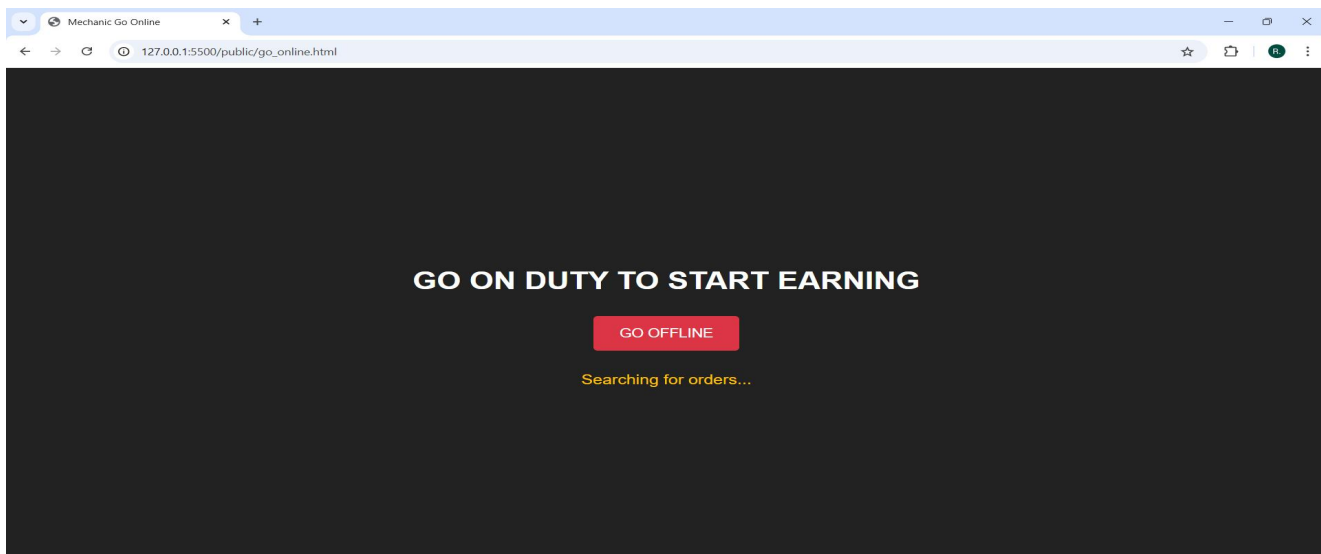 Mechanic Go Online
127.0.0.1:5500/public/go_online.html
R.
GO ON DUTY TO START EARNING
GO OFFLINE
Searching for orders...